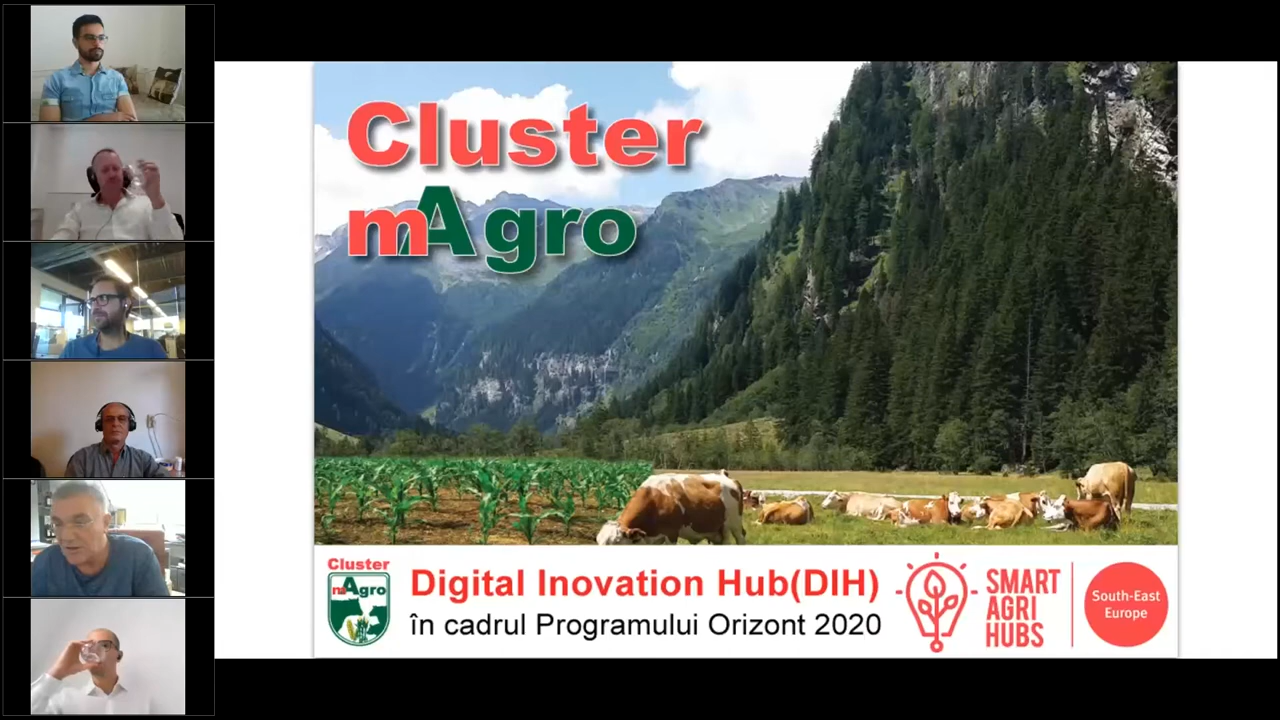 Cluster
mAgro
Cluster
mAgro
Digital Inovation Hub(DIH)
în cadrul Programului Orizont 2020
SMART
AGRI
HUBS
South-East
Europe